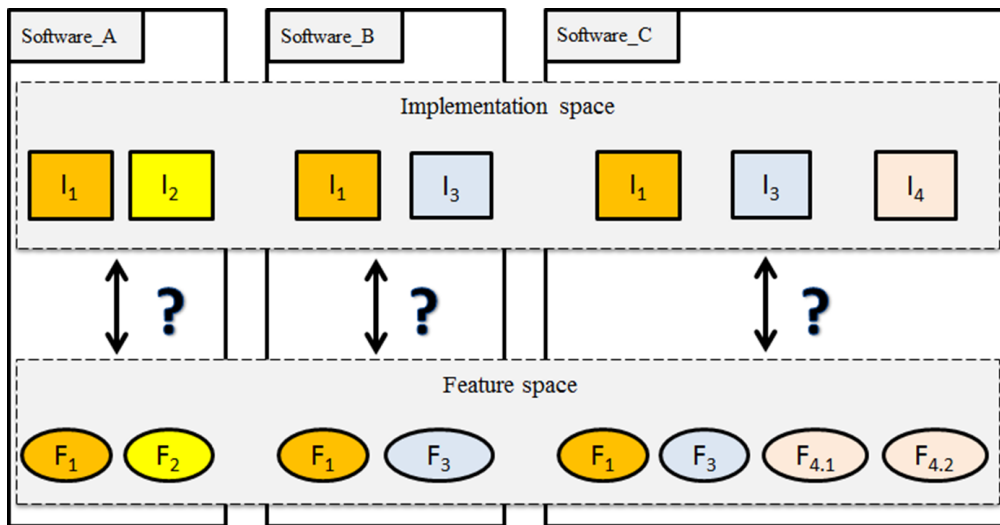 Software_A
Software_B
Software_C
Implementation space
I₁ I₂ I₁ I₃ I₁ I₃ I₄
? ? ?
Feature space
F₁ F₂ F₁ F₃ F₁ F₃ F₄.₁ F₄.₂